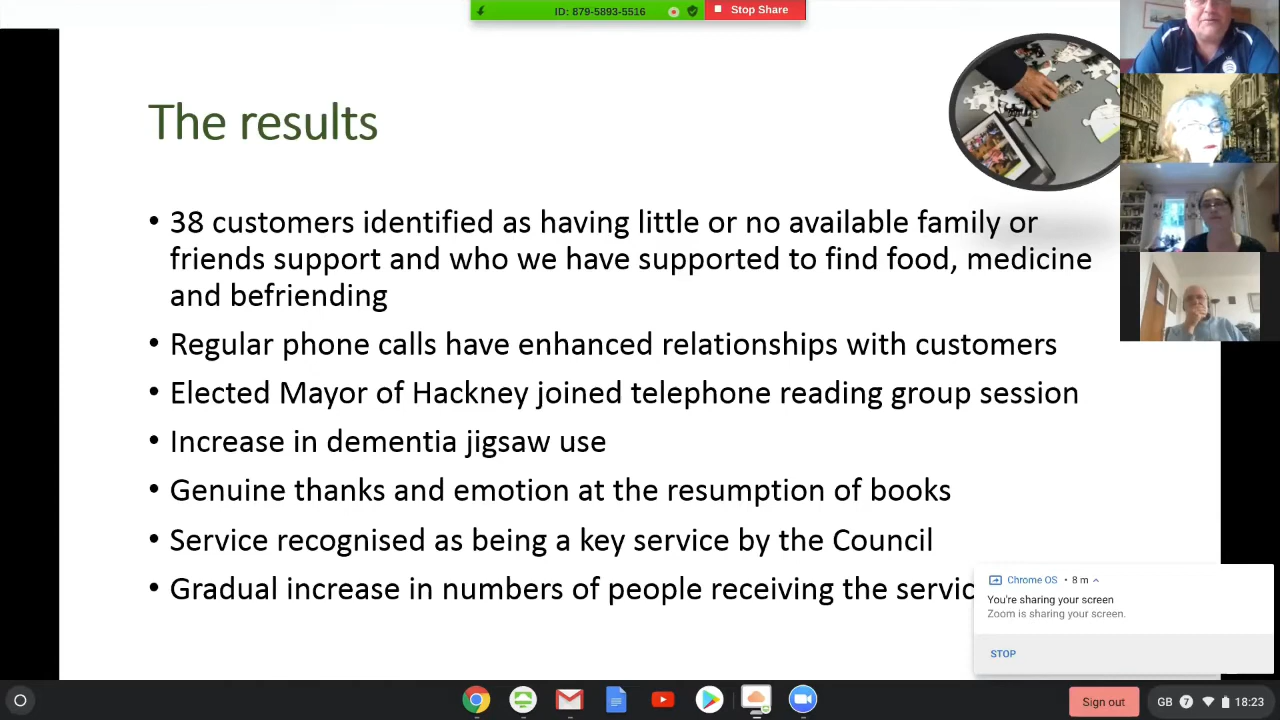 ID: 879-5893-5516
Stop Share
The results
• 38 customers identified as having little or no available family or
friends support and who we have supported to find food, medicine
and befriending
• Regular phone calls have enhanced relationships with customers
• Elected Mayor of Hackney joined telephone reading group session
• Increase in dementia jigsaw use
• Genuine thanks and emotion at the resumption of books
• Service recognised as being a key service by the Council
• Gradual increase in numbers of people receiving the servic
Chrome OS • 8 m
You're sharing your screen
Zoom is sharing your screen.
STOP
Sign out
GB 7 18:23